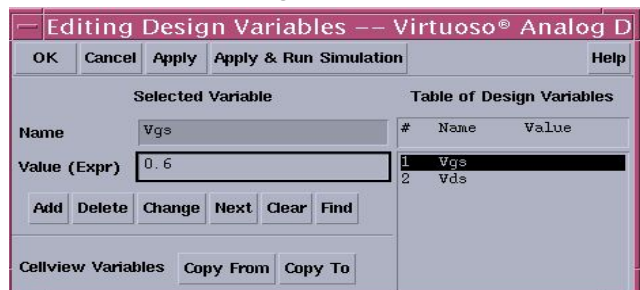 Editing Design Variables -- Virtuoso® Analog D
OK Cancel Apply Apply & Run Simulation Help
Selected Variable
Name Vgs
Value (Expr) 0.6
Add Delete Change Next Clear Find
Cellview Variables Copy From Copy To
Table of Design Variables
# Name Value
1 Vgs
2 Vds